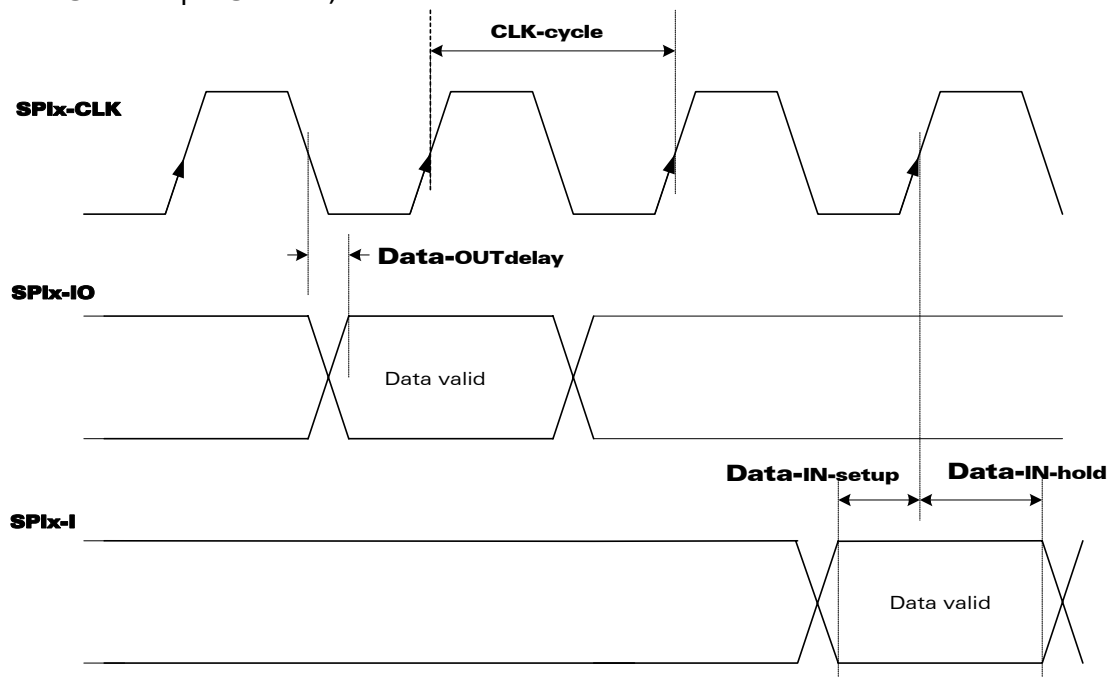 CLK-cycle
SPIx-CLK
Data-OUTdelay
SPIx-IO
Data valid
Data-IN-setup
Data-IN-hold
SPIx-I
Data valid